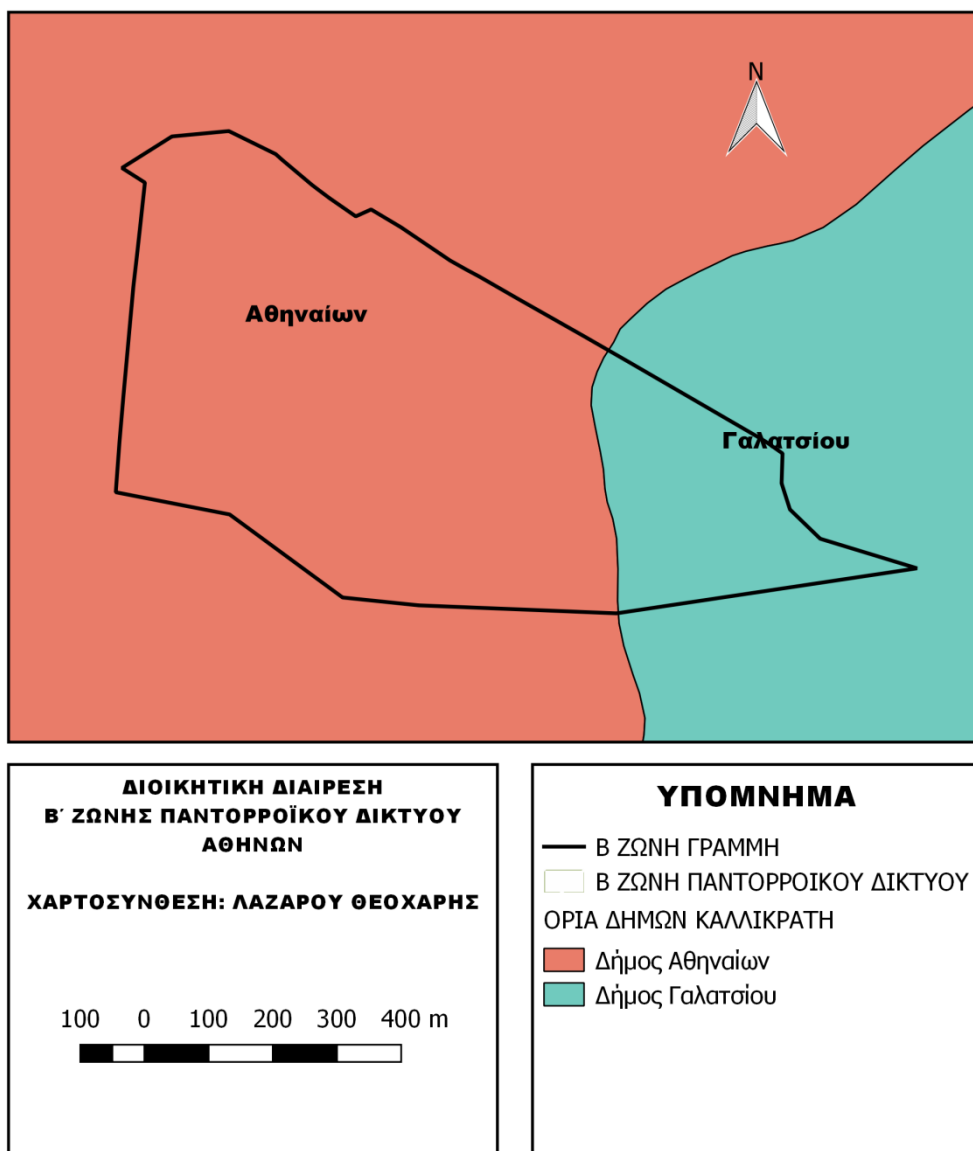 N
Αθηναίων
Γαλατσίου
ΔΙΟΙΚΗΤΙΚΗ ΔΙΑΙΡΕΣΗ
Β΄ ΖΩΝΗΣ ΠΑΝΤΟΡΡΟΪΚΟΥ ΔΙΚΤΥΟΥ
ΑΘΗΝΩΝ
ΧΑΡΤΟΣΥΝΘΕΣΗ: ΛΑΖΑΡΟΥ ΘΕΟΧΑΡΗΣ
100 0 100 200 300 400 m
ΥΠΟΜΝΗΜΑ
Β ΖΩΝΗ ΓΡΑΜΜΗ
Β ΖΩΝΗ ΠΑΝΤΟΡΡΟΙΚΟΥ ΔΙΚΤΥΟΥ
ΟΡΙΑ ΔΗΜΩΝ ΚΑΛΛΙΚΡΑΤΗ
Δήμος Αθηναίων
Δήμος Γαλατσίου